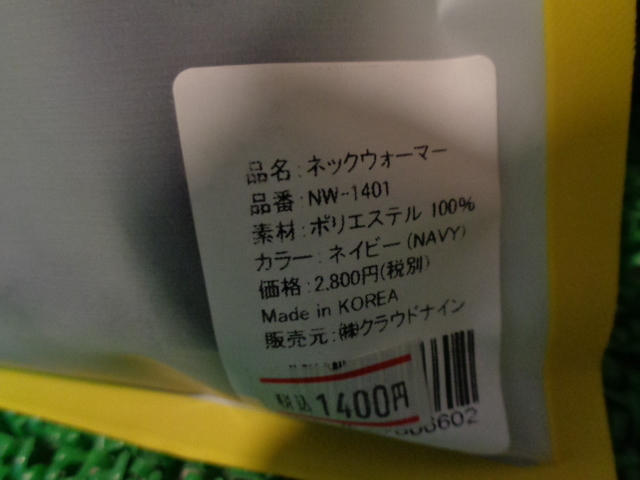 品名:ネックウォーマー
品番:NW-1401
素材:ポリエステル 100%
カラー:ネイビー(NAVY)
価格:2,800円(税別)
Made in KOREA
販売元:㈱クラウドナイン
税込 1400円
602